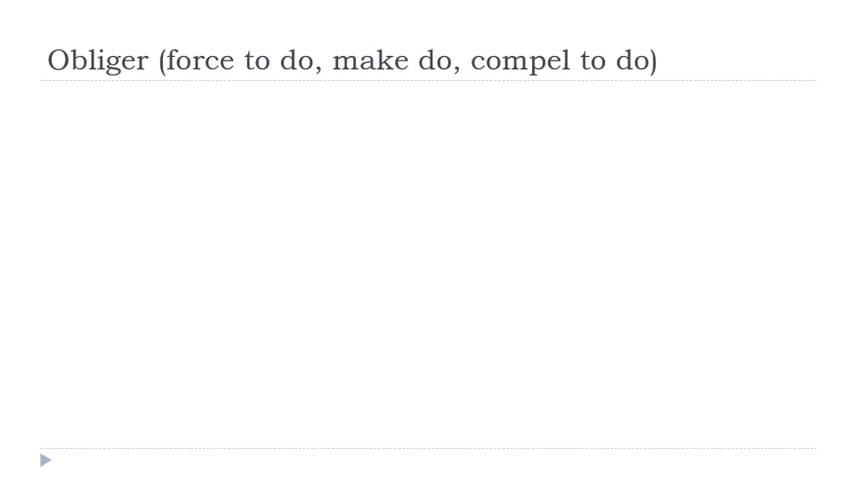 Obliger (force to do, make do, compel to do)